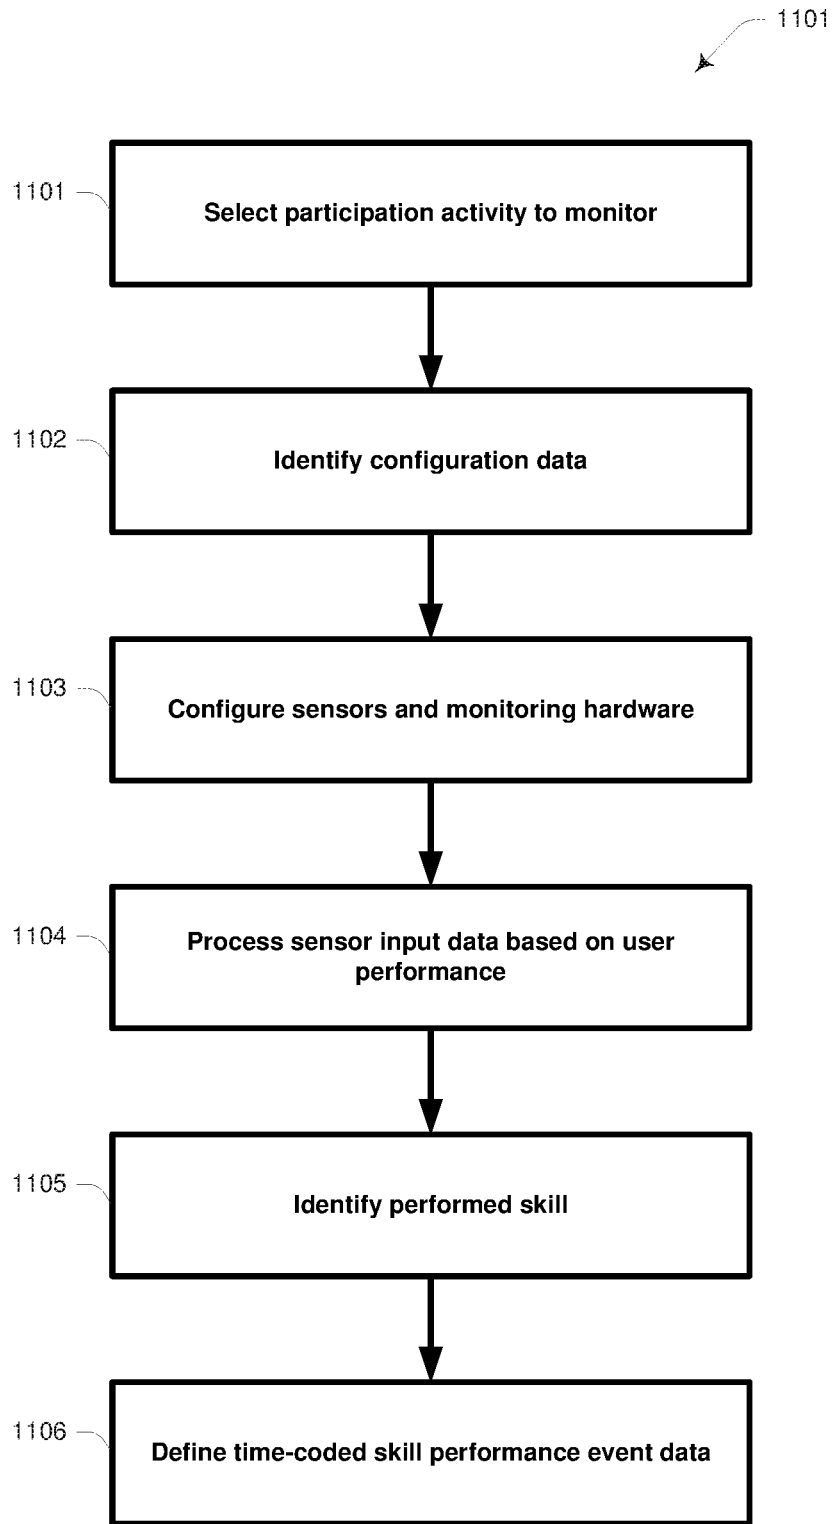 1101
1101
Select participation activity to monitor
1102
Identify configuration data
1103
Configure sensors and monitoring hardware
1104
Process sensor input data based on user
performance
1105
Identify performed skill
1106
Define time-coded skill performance event data